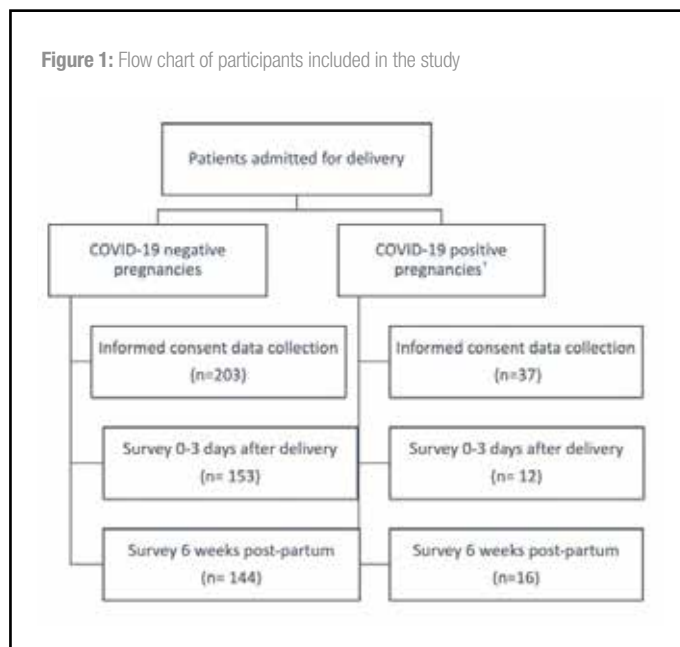 Figure 1: Flow chart of participants included in the study
Patients admitted for delivery
COVID-19 negative
pregnancies
COVID-19 positive
pregnancies†
Informed consent data collection
(n=203)
Informed consent data collection
(n=37)
Survey 0-3 days after delivery
(n= 153)
Survey 0-3 days after delivery
(n= 12)
Survey 6 weeks post-partum
(n= 144)
Survey 6 weeks post-partum
(n=16)